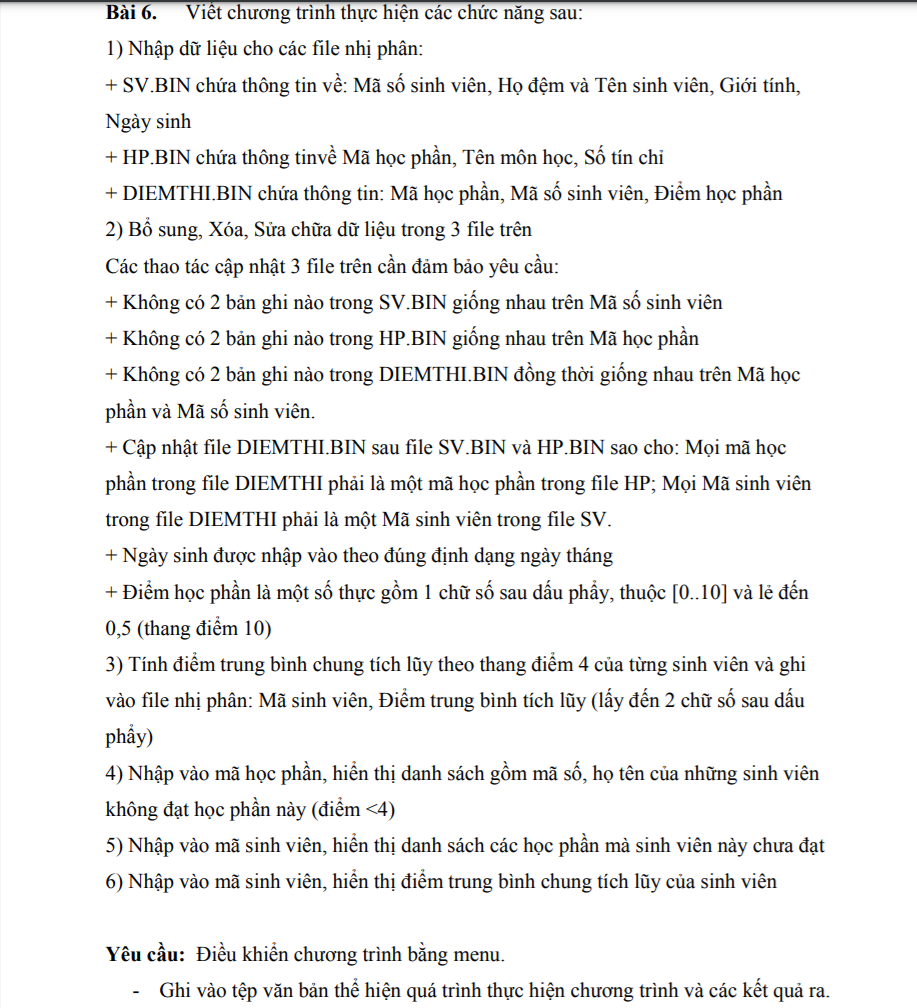 Bài 6. Viết chương trình thực hiện các chức năng sau:
1) Nhập dữ liệu cho các file nhị phân:
+ SV.BIN chứa thông tin về: Mã số sinh viên, Họ đệm và Tên sinh viên, Giới tính,
Ngày sinh
+ HP.BIN chứa thông tinvề Mã học phần, Tên môn học, Số tín chỉ
+ DIEMTHI.BIN chứa thông tin: Mã học phần, Mã số sinh viên, Điểm học phần
2) Bổ sung, Xóa, Sửa chữa dữ liệu trong 3 file trên
Các thao tác cập nhật 3 file trên cần đảm bảo yêu cầu:
+ Không có 2 bản ghi nào trong SV.BIN giống nhau trên Mã số sinh viên
+ Không có 2 bản ghi nào trong HP.BIN giống nhau trên Mã học phần
+ Không có 2 bản ghi nào trong DIEMTHI.BIN đồng thời giống nhau trên Mã học
phần và Mã số sinh viên.
+ Cập nhật file DIEMTHI.BIN sau file SV.BIN và HP.BIN sao cho: Mọi mã học
phần trong file DIEMTHI phải là một mã học phần trong file HP; Mọi Mã sinh viên
trong file DIEMTHI phải là một Mã sinh viên trong file SV.
+ Ngày sinh được nhập vào theo đúng định dạng ngày tháng
+ Điểm học phần là một số thực gồm 1 chữ số sau dấu phẩy, thuộc [0..10] và lẻ đến
0,5 (thang điểm 10)
3) Tính điểm trung bình chung tích lũy theo thang điểm 4 của từng sinh viên và ghi
vào file nhị phân: Mã sinh viên, Điểm trung bình tích lũy (lấy đến 2 chữ số sau dấu
phẩy)
4) Nhập vào mã học phần, hiển thị danh sách gồm mã số, họ tên của những sinh viên
không đạt học phần này (điểm <4)
5) Nhập vào mã sinh viên, hiển thị danh sách các học phần mà sinh viên này chưa đạt
6) Nhập vào mã sinh viên, hiển thị điểm trung bình chung tích lũy của sinh viên
Yêu cầu: Điều khiển chương trình bằng menu.
- Ghi vào tệp văn bản thể hiện quá trình thực hiện chương trình và các kết quả ra.